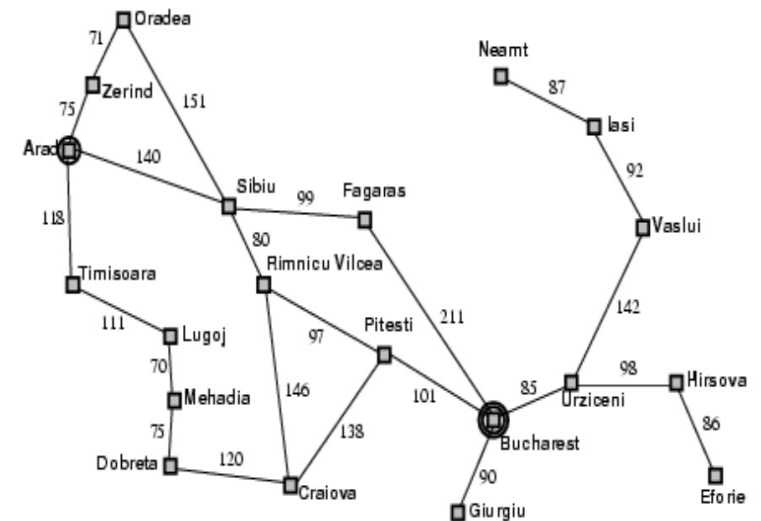 Oradea
71
Neamt
Zerind
87
75
151
Iasi
Arad
140
92
Sibiu
Fagaras
99
118
Vaslui
80
Timisoara
Rimnicu Vilcea
142
111
Pitesti
211
Lugoj
97
70
98
Hirsova
146
101
85
Urziceni
Mehadia
86
75
138
Bucharest
120
Dobreta
90
Craiova
Eforie
Giurgiu